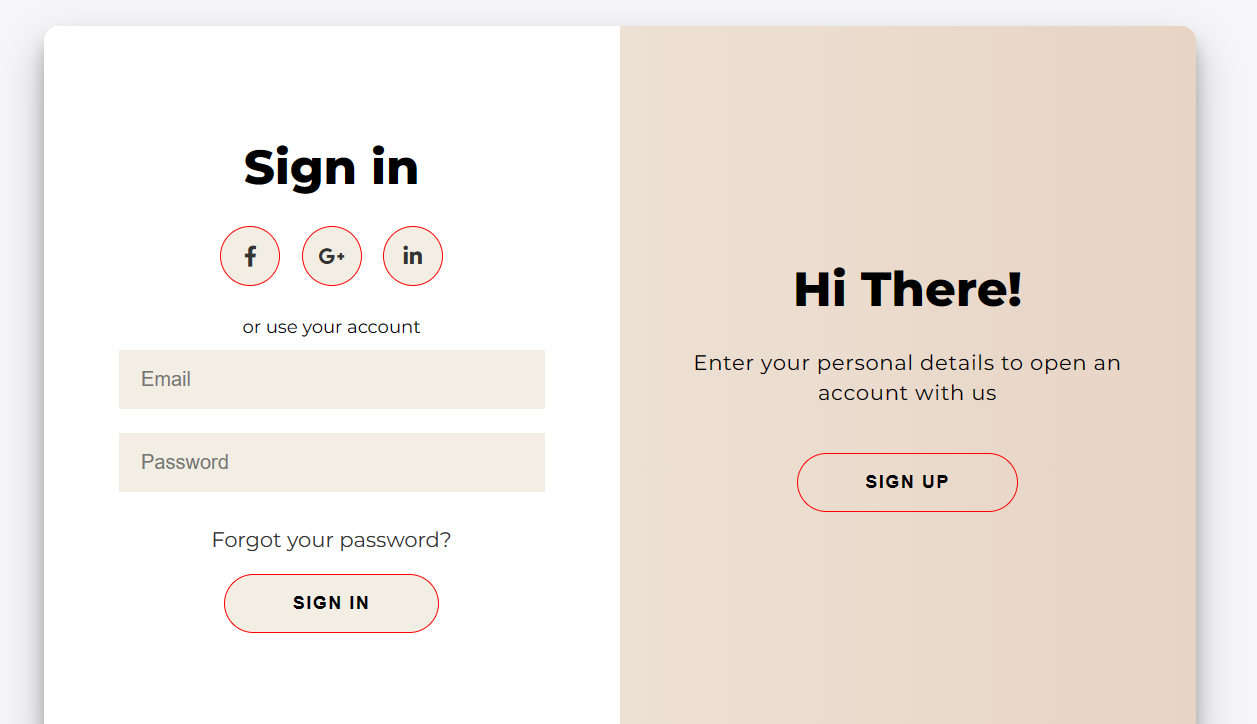 Sign in
f G+ in
or use your account
Email
Password
Forgot your password?
SIGN IN
Hi There!
Enter your personal details to open an
account with us
SIGN UP